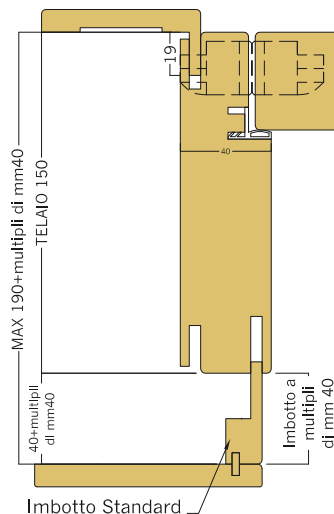 19
MAX 190+multipli di mm40
TELAIO 150
40
40+multipli
di mm40
Imbotto a
multipli
di mm 40
Imbotto Standard